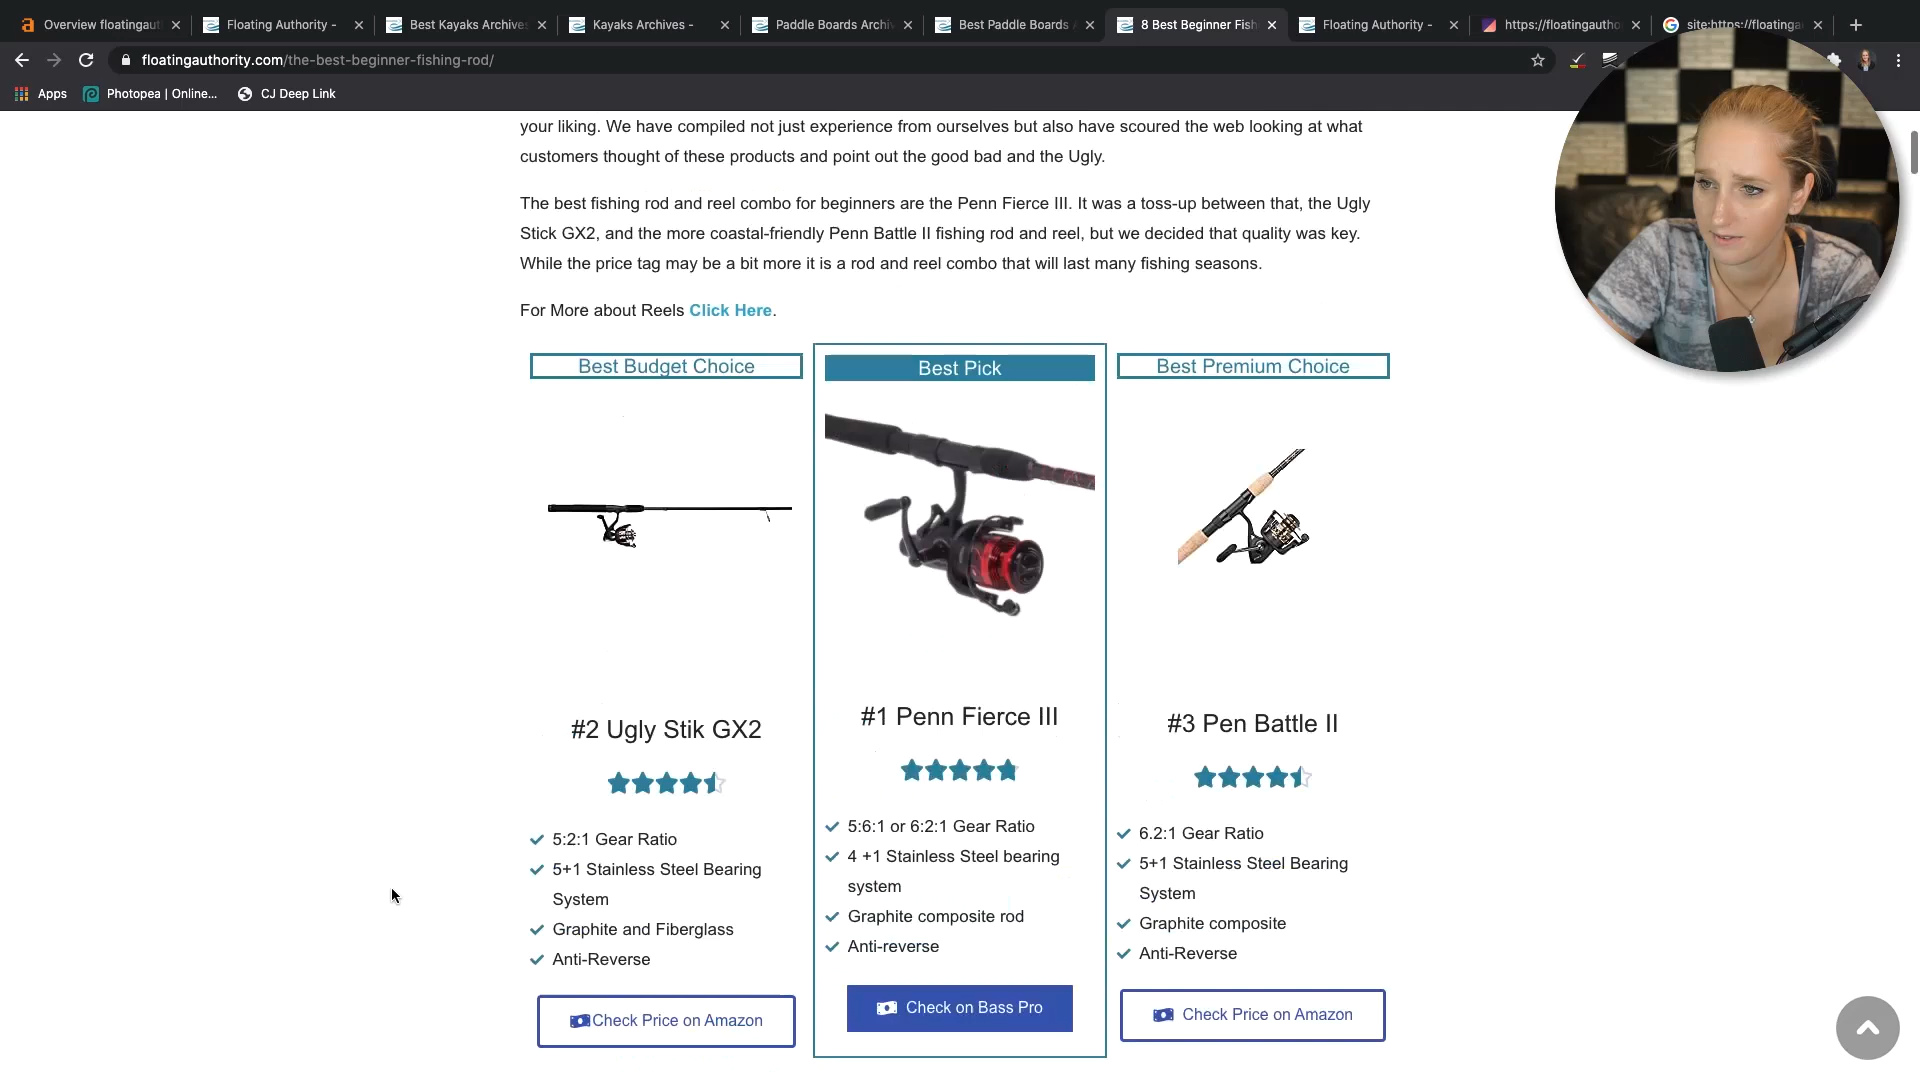 Overview floatingaut
Floating Authority -
Best Kayaks Archives
Kayaks Archives -
Paddle Boards Archiv
Best Paddle Boards A
8 Best Beginner Fish
Floating Authority -
https://floatingautho
site:https://floatinga
floatingauthority.com/the-best-beginner-fishing-rod/
Apps
Photopea | Online...
CJ Deep Link
your liking. We have compiled not just experience from ourselves but also have scoured the web looking at what
customers thought of these products and point out the good bad and the Ugly.
The best fishing rod and reel combo for beginners are the Penn Fierce III. It was a toss-up between that, the Ugly
Stick GX2, and the more coastal-friendly Penn Battle II fishing rod and reel, but we decided that quality was key.
While the price tag may be a bit more it is a rod and reel combo that will last many fishing seasons.
For More about Reels Click Here.
Best Budget Choice
#2 Ugly Stik GX2
5:2:1 Gear Ratio
5+1 Stainless Steel Bearing
System
Graphite and Fiberglass
Anti-Reverse
Check Price on Amazon
Best Pick
#1 Penn Fierce III
5:6:1 or 6:2:1 Gear Ratio
4 +1 Stainless Steel bearing
system
Graphite composite rod
Anti-reverse
Check on Bass Pro
Best Premium Choice
#3 Pen Battle II
6.2:1 Gear Ratio
5+1 Stainless Steel Bearing
System
Graphite composite
Anti-Reverse
Check Price on Amazon